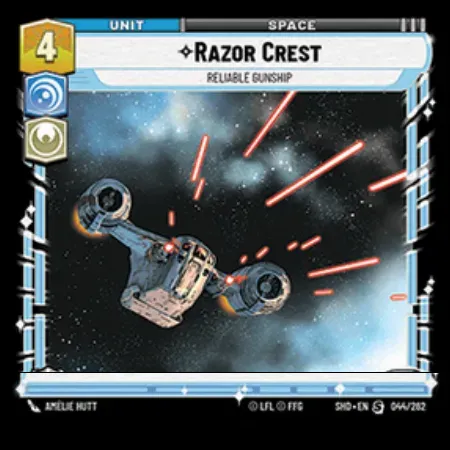 UNIT
SPACE
4
RAZOR CREST
RELIABLE GUNSHIP
AMÉLIE HUTT
© LFL © FFG
SHD • EN
044/262